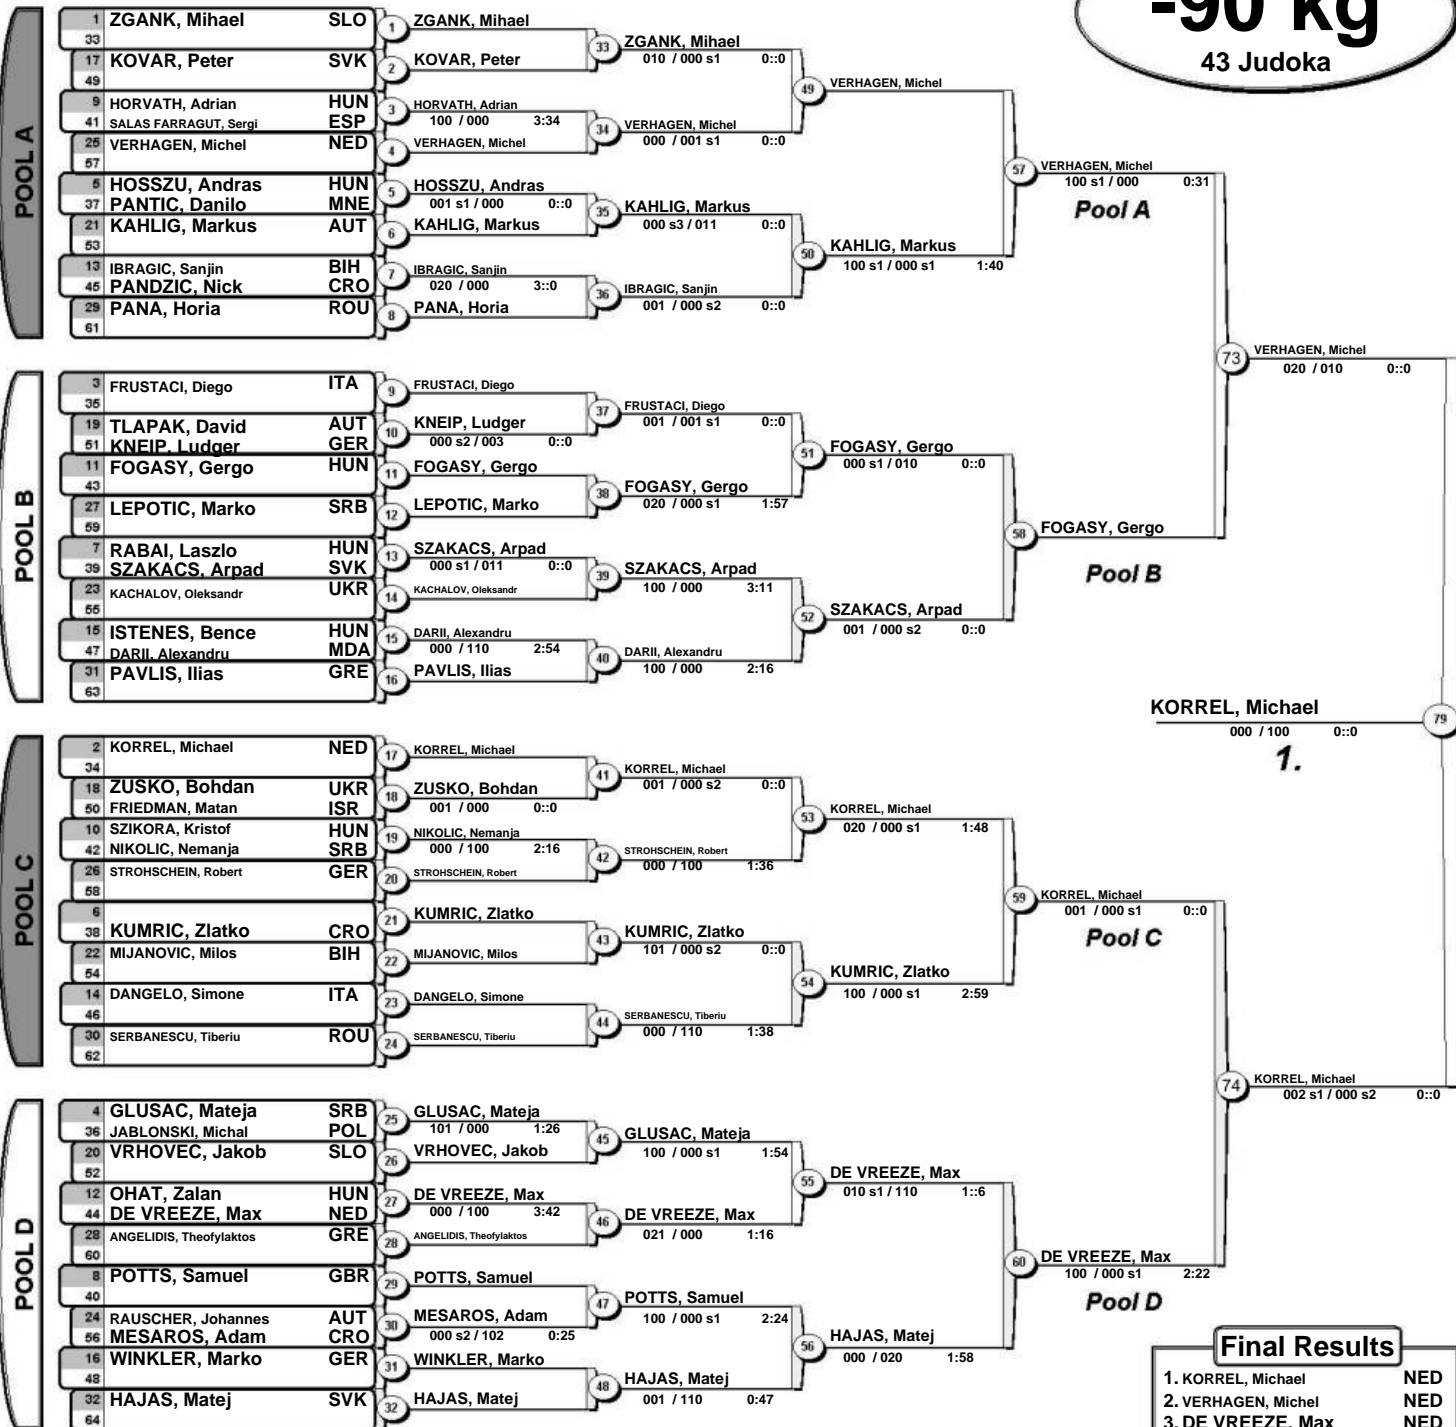 -90 kg
43 Judoka
POOL A
1 ZGANK, Mihael SLO
33
17 KOVAR, Peter SVK
49
9 HORVATH, Adrian HUN
41 SALAS FARRAGUT, Sergi ESP
25 VERHAGEN, Michel NED
57
5 HOSSZU, Andras HUN
37 PANTIC, Danilo MNE
21 KAHLIG, Markus AUT
53
13 IBRAGIC, Sanjin BIH
45 PANDZIC, Nick CRO
29 PANA, Horia ROU
61
1 ZGANK, Mihael
2 KOVAR, Peter
3 HORVATH, Adrian
100 / 000 3:34
4 VERHAGEN, Michel
5 HOSSZU, Andras
001 s1 / 000 0::0
6 KAHLIG, Markus
7 IBRAGIC, Sanjin
020 / 000 3::0
8 PANA, Horia
33 ZGANK, Mihael
010 / 000 s1 0::0
34 VERHAGEN, Michel
000 / 001 s1 0::0
35 KAHLIG, Markus
000 s3 / 011 0::0
36 IBRAGIC, Sanjin
001 / 000 s2 0::0
49 VERHAGEN, Michel
50 KAHLIG, Markus
100 s1 / 000 s1 1:40
57 VERHAGEN, Michel
100 s1 / 000 0:31
Pool A
POOL B
3 FRUSTACI, Diego ITA
35
19 TLAPAK, David AUT
51 KNEIP, Ludger GER
11 FOGASY, Gergo HUN
43
27 LEPOTIC, Marko SRB
59
7 RABAI, Laszlo HUN
39 SZAKACS, Arpad SVK
23 KACHALOV, Oleksandr UKR
55
15 ISTENES, Bence HUN
47 DARII, Alexandru MDA
31 PAVLIS, Ilias GRE
63
9 FRUSTACI, Diego
10 KNEIP, Ludger
000 s2 / 003 0::0
11 FOGASY, Gergo
12 LEPOTIC, Marko
13 SZAKACS, Arpad
000 s1 / 011 0::0
14 KACHALOV, Oleksandr
15 DARII, Alexandru
000 / 110 2:54
16 PAVLIS, Ilias
37 FRUSTACI, Diego
001 / 001 s1 0::0
38 FOGASY, Gergo
020 / 000 s1 1:57
39 SZAKACS, Arpad
100 / 000 3:11
40 DARII, Alexandru
100 / 000 2:16
51 FOGASY, Gergo
000 s1 / 010 0::0
52 SZAKACS, Arpad
001 / 000 s2 0::0
58 FOGASY, Gergo
Pool B
73 VERHAGEN, Michel
020 / 010 0::0
KORREL, Michael 79
000 / 100 0::0
1.
POOL C
2 KORREL, Michael NED
34
18 ZUSKO, Bohdan UKR
50 FRIEDMAN, Matan ISR
10 SZIKORA, Kristof HUN
42 NIKOLIC, Nemanja SRB
26 STROHSCHEIN, Robert GER
58
6
38 KUMRIC, Zlatko CRO
22 MIJANOVIC, Milos BIH
54
14 DANGELO, Simone ITA
46
30 SERBANESCU, Tiberiu ROU
62
17 KORREL, Michael
18 ZUSKO, Bohdan
001 / 000 0::0
19 NIKOLIC, Nemanja
000 / 100 2:16
20 STROHSCHEIN, Robert
21 KUMRIC, Zlatko
22 MIJANOVIC, Milos
23 DANGELO, Simone
24 SERBANESCU, Tiberiu
41 KORREL, Michael
001 / 000 s2 0::0
42 STROHSCHEIN, Robert
000 / 100 1:36
43 KUMRIC, Zlatko
101 / 000 s2 0::0
44 SERBANESCU, Tiberiu
000 / 110 1:38
53 KORREL, Michael
020 / 000 s1 1:48
54 KUMRIC, Zlatko
100 / 000 s1 2:59
59 KORREL, Michael
001 / 000 s1 0::0
Pool C
POOL D
4 GLUSAC, Mateja SRB
36 JABLONSKI, Michal POL
20 VRHOVEC, Jakob SLO
52
12 OHAT, Zalan HUN
44 DE VREEZE, Max NED
28 ANGELIDIS, Theofylaktos GRE
60
8 POTTS, Samuel GBR
40
24 RAUSCHER, Johannes AUT
56 MESAROS, Adam CRO
16 WINKLER, Marko GER
48
32 HAJAS, Matej SVK
64
25 GLUSAC, Mateja
101 / 000 1:26
26 VRHOVEC, Jakob
27 DE VREEZE, Max
000 / 100 3:42
28 ANGELIDIS, Theofylaktos
29 POTTS, Samuel
30 MESAROS, Adam
000 s2 / 102 0:25
31 WINKLER, Marko
32 HAJAS, Matej
45 GLUSAC, Mateja
100 / 000 s1 1:54
46 DE VREEZE, Max
021 / 000 1:16
47 POTTS, Samuel
100 / 000 s1 2:24
48 HAJAS, Matej
001 / 110 0:47
55 DE VREEZE, Max
010 s1 / 110 1::6
56 HAJAS, Matej
000 / 020 1:58
60 DE VREEZE, Max
100 / 000 s1 2:22
Pool D
74 KORREL, Michael
002 s1 / 000 s2 0::0
Final Results
1. KORREL, Michael NED
2. VERHAGEN, Michel NED
3. DE VREEZE, Max NED